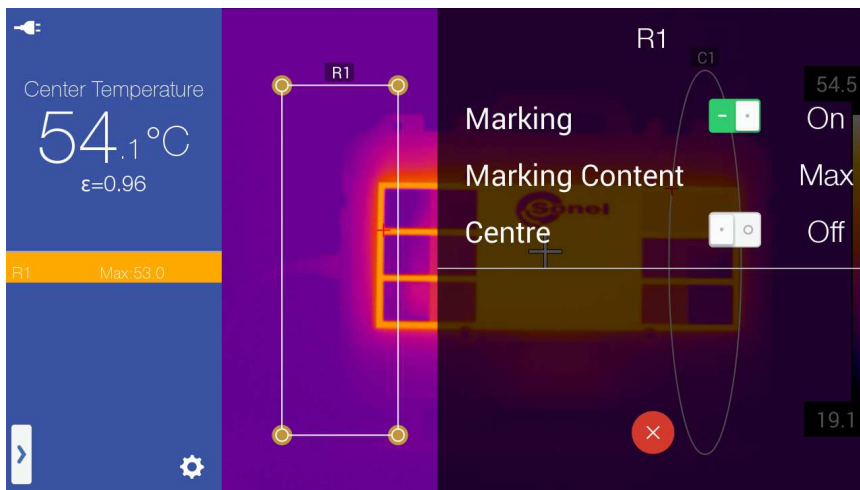 Center Temperature
54.1°C
ε=0.96
R1 Max:53.0
R1
R1
C1
54.5
Marking On
Marking Content Max
Sonel
Centre Off
19.1